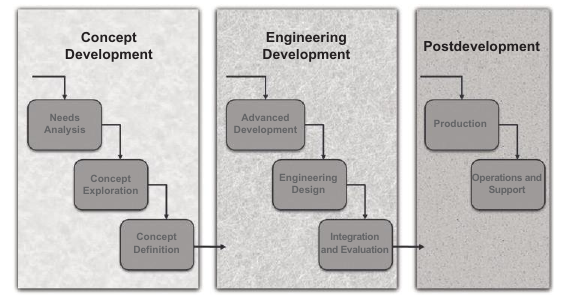 Concept
Development
Needs
Analysis
Concept
Exploration
Concept
Definition
Engineering
Development
Advanced
Development
Engineering
Design
Integration
and Evaluation
Postdevelopment
Production
Operations and
Support